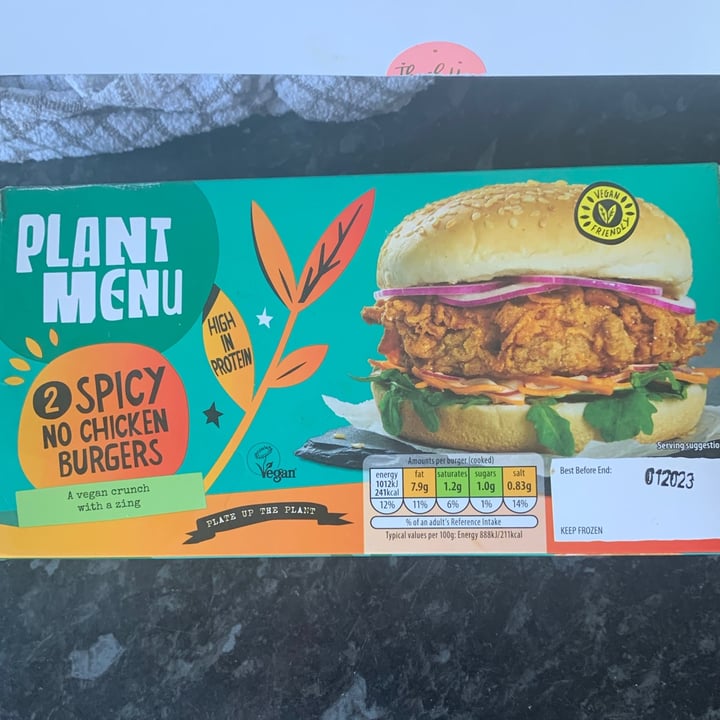 PLANT
MENU
HIGH
IN
PROTEIN
VEGAN
FRIENDLY
2 SPICY
NO CHICKEN
BURGERS
A vegan crunch
with a zing
Vegan
PLATE UP THE PLANT
Serving suggestio
Amounts per burger (cooked)
energy fat saturates sugars salt
1012kJ 7.9g 1.2g 1.0g 0.83g
241kcal
12% 11% 6% 1% 14%
% of an adult's Reference Intake
Typical values per 100g: Energy 888kJ/211kcal
Best Before End: 012023
KEEP FROZEN